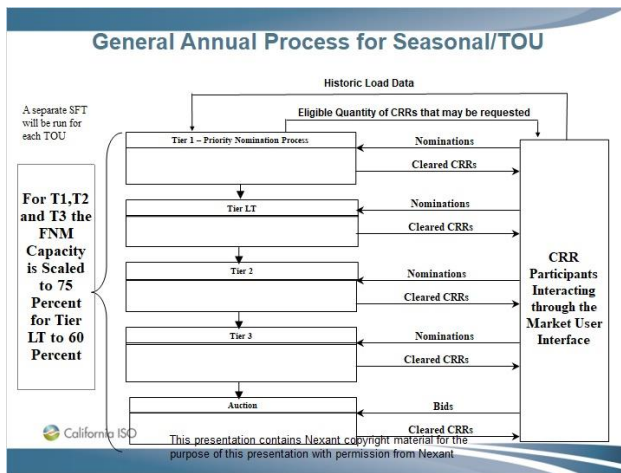 General Annual Process for Seasonal/TOU
Historic Load Data
A separate SFT
will be run for
each TOU
Eligible Quantity of CRRs that may be requested
Tier 1 – Priority Nomination Process
Nominations
Cleared CRRs
For T1,T2
and T3 the
FNM
Capacity
is Scaled
to 75
Percent
for Tier
LT to 60
Percent
Tier LT
Nominations
Cleared CRRs
Tier 2
Nominations
Cleared CRRs
Tier 3
Nominations
Cleared CRRs
Auction
Bids
Cleared CRRs
CRR
Participants
Interacting
through the
Market User
Interface
California ISO
This presentation contains Nexant copyright material for the
purpose of this presentation with permission from Nexant